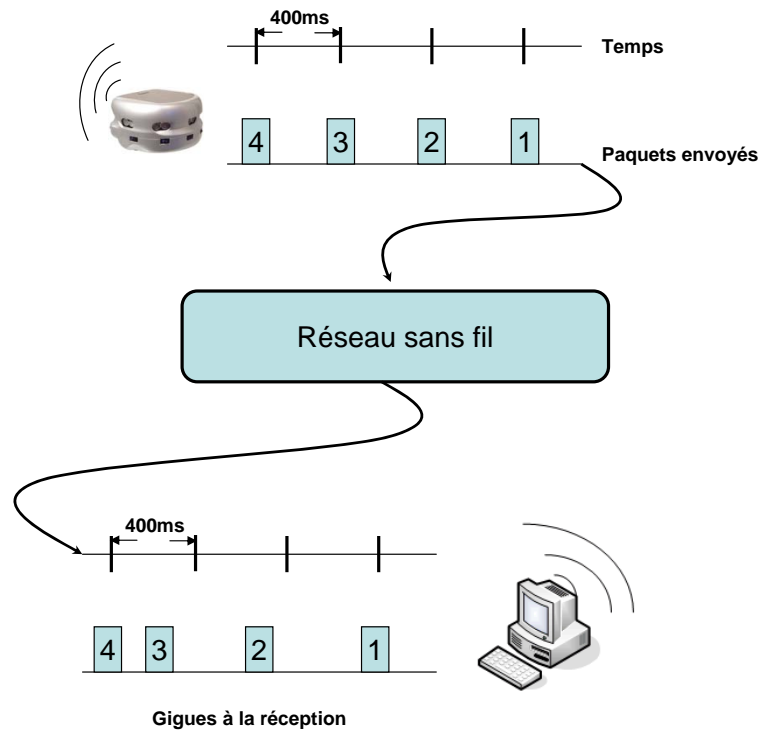 400ms
Temps
4 3 2 1
Paquets envoyés
Réseau sans fil
400ms
4 3 2 1
Gigues à la réception